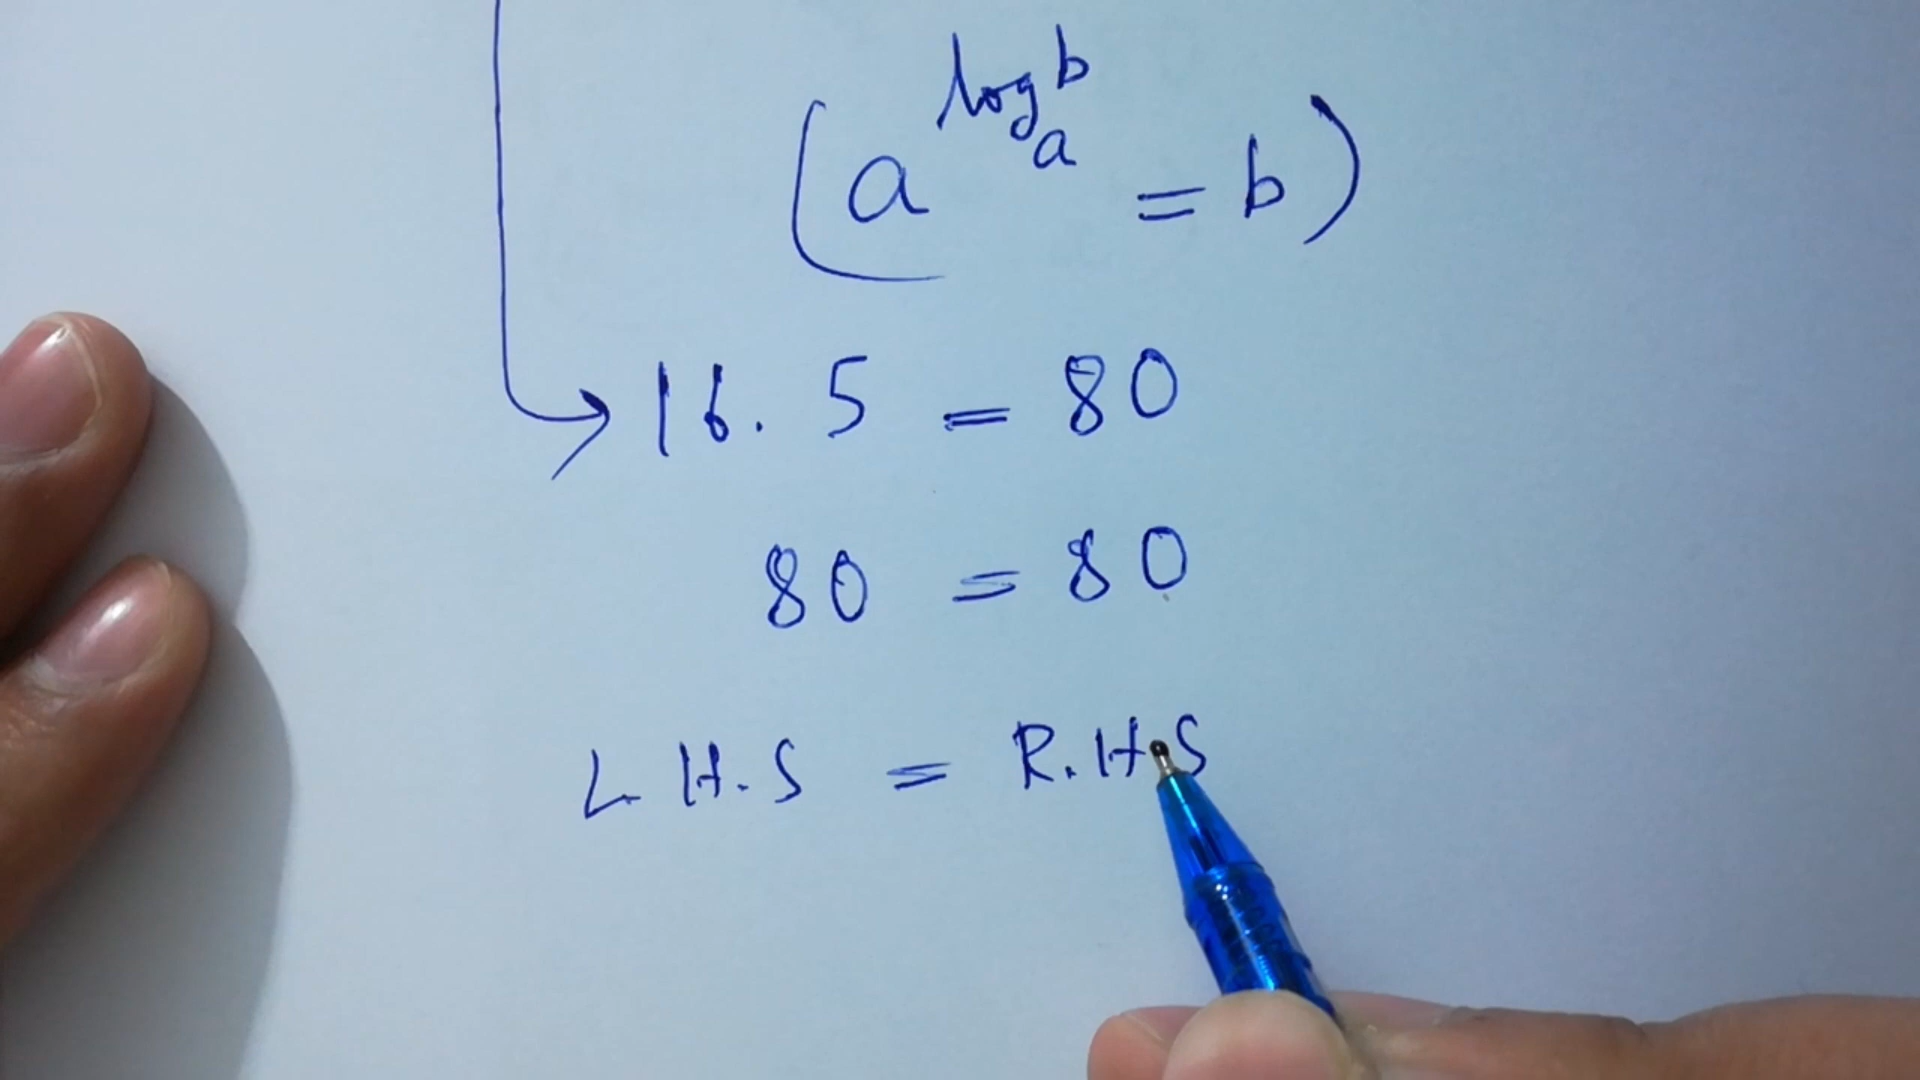 (a^log_a b = b)
16. 5 = 80
80 = 80
L.H.S = R.H.S